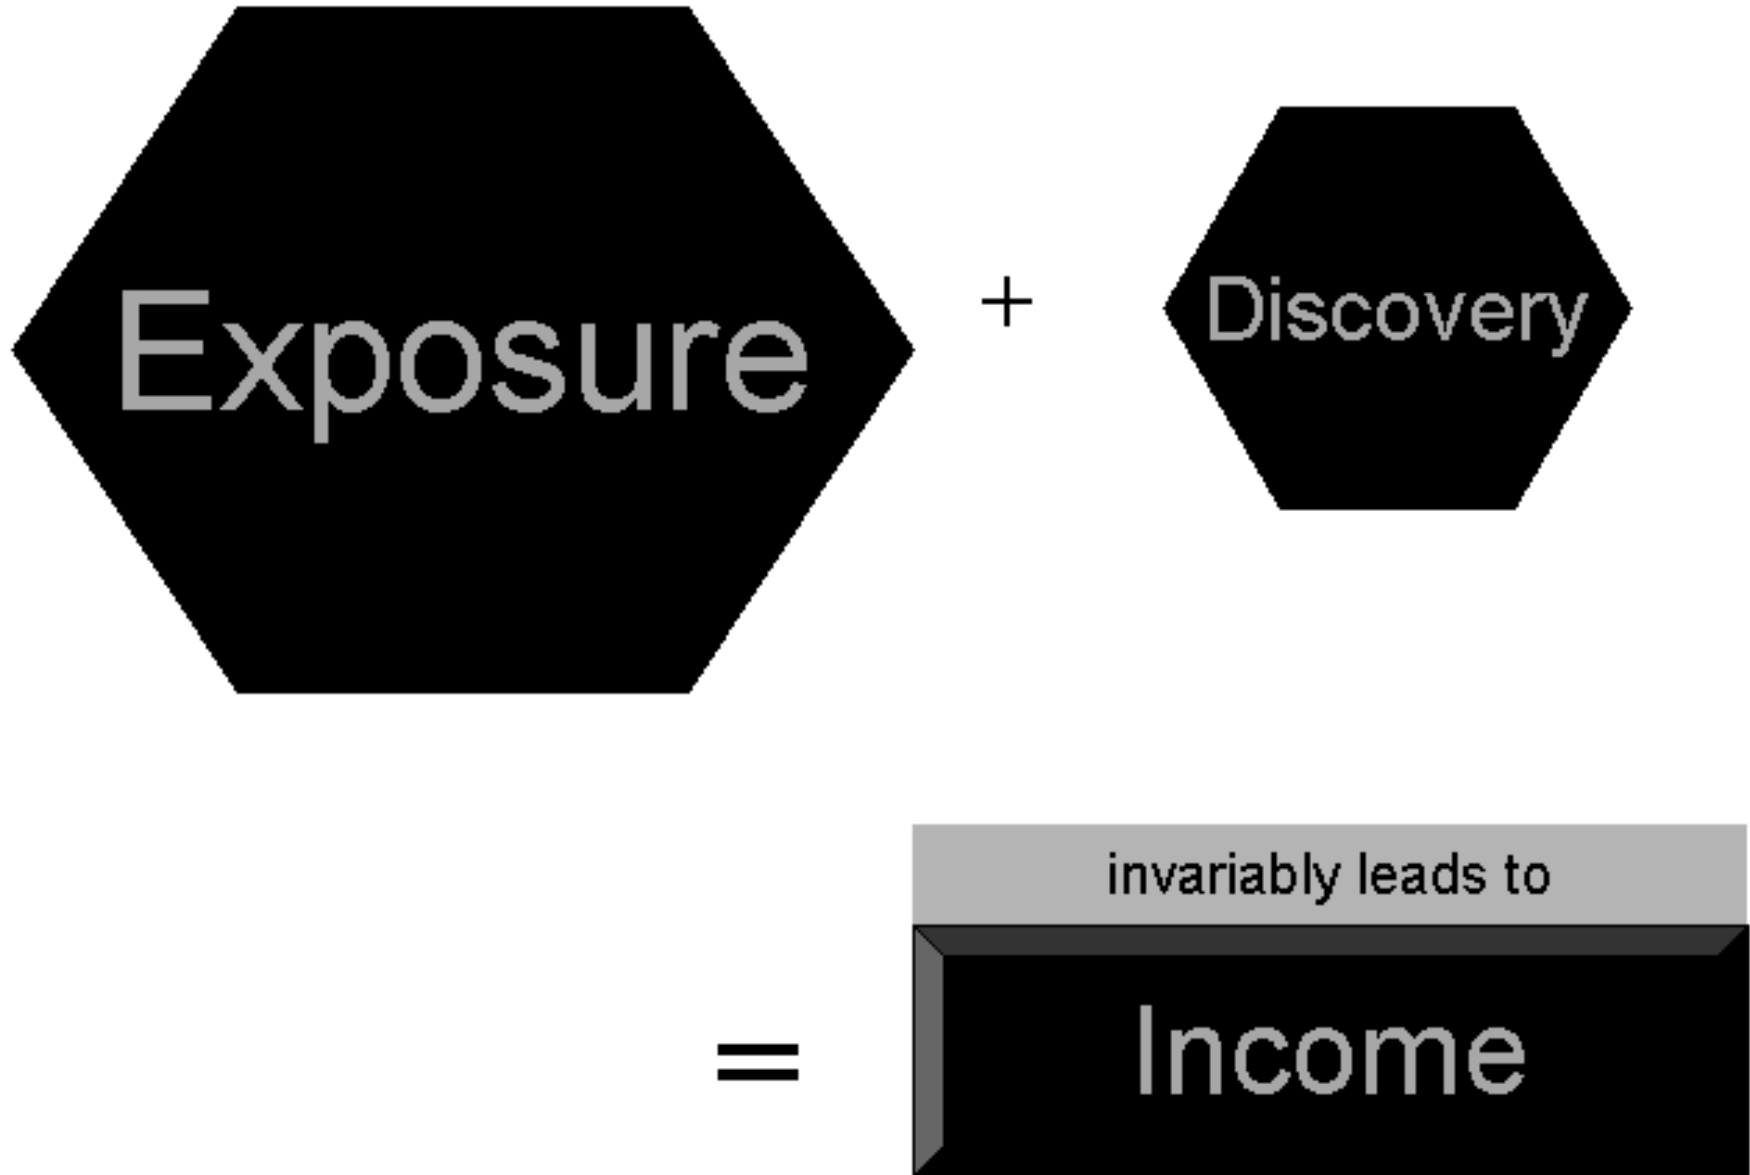 Exposure
+
Discovery
invariably leads to
=
Income